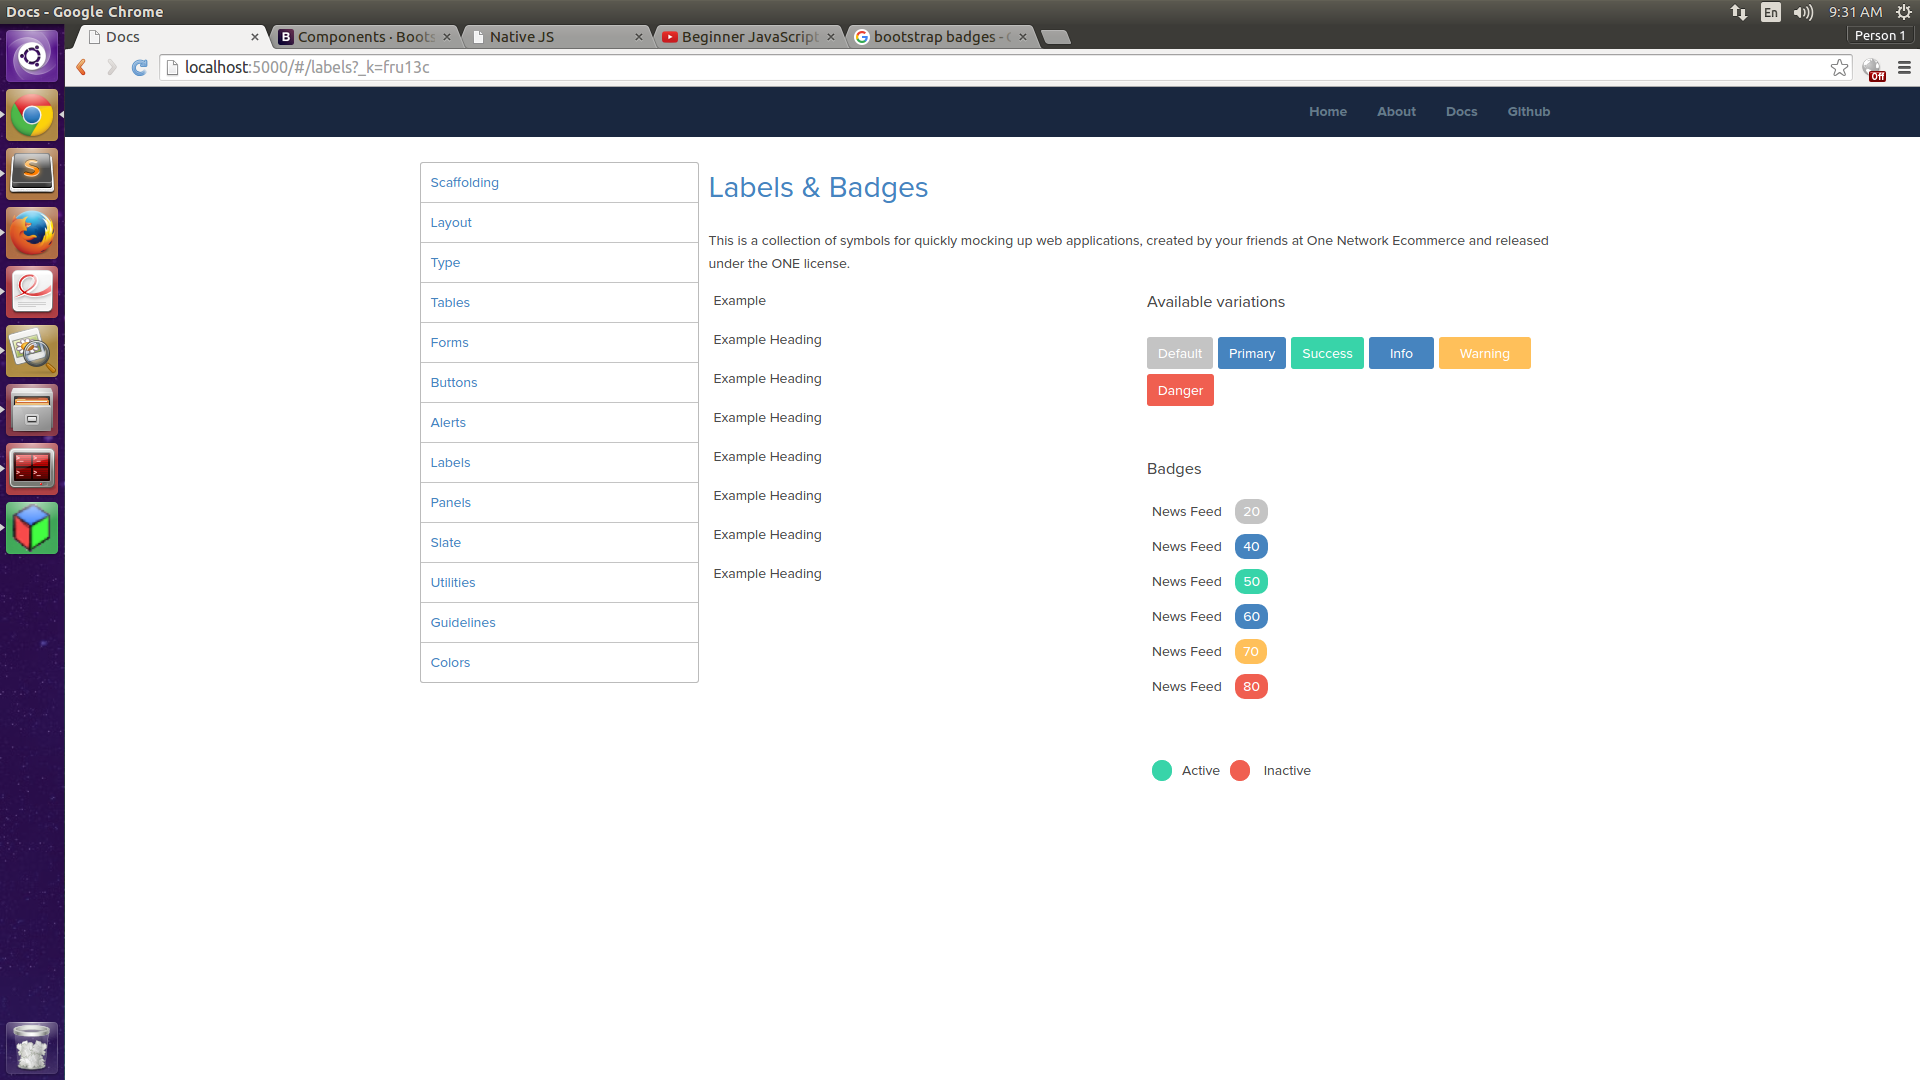 Docs - Google Chrome
En
9:31 AM
Docs
Components · Boots
Native JS
Beginner JavaScript
bootstrap badges -
Person 1
localhost:5000/#/labels?_k=fru13c
Off
Home
About
Docs
Github
Scaffolding
Layout
Type
Tables
Forms
Buttons
Alerts
Labels
Panels
Slate
Utilities
Guidelines
Colors
Labels & Badges
This is a collection of symbols for quickly mocking up web applications, created by your friends at One Network Ecommerce and released
under the ONE license.
Example
Example Heading
Example Heading
Example Heading
Example Heading
Example Heading
Example Heading
Example Heading
Available variations
Default Primary Success Info Warning
Danger
Badges
News Feed 20
News Feed 40
News Feed 50
News Feed 60
News Feed 70
News Feed 80
Active Inactive